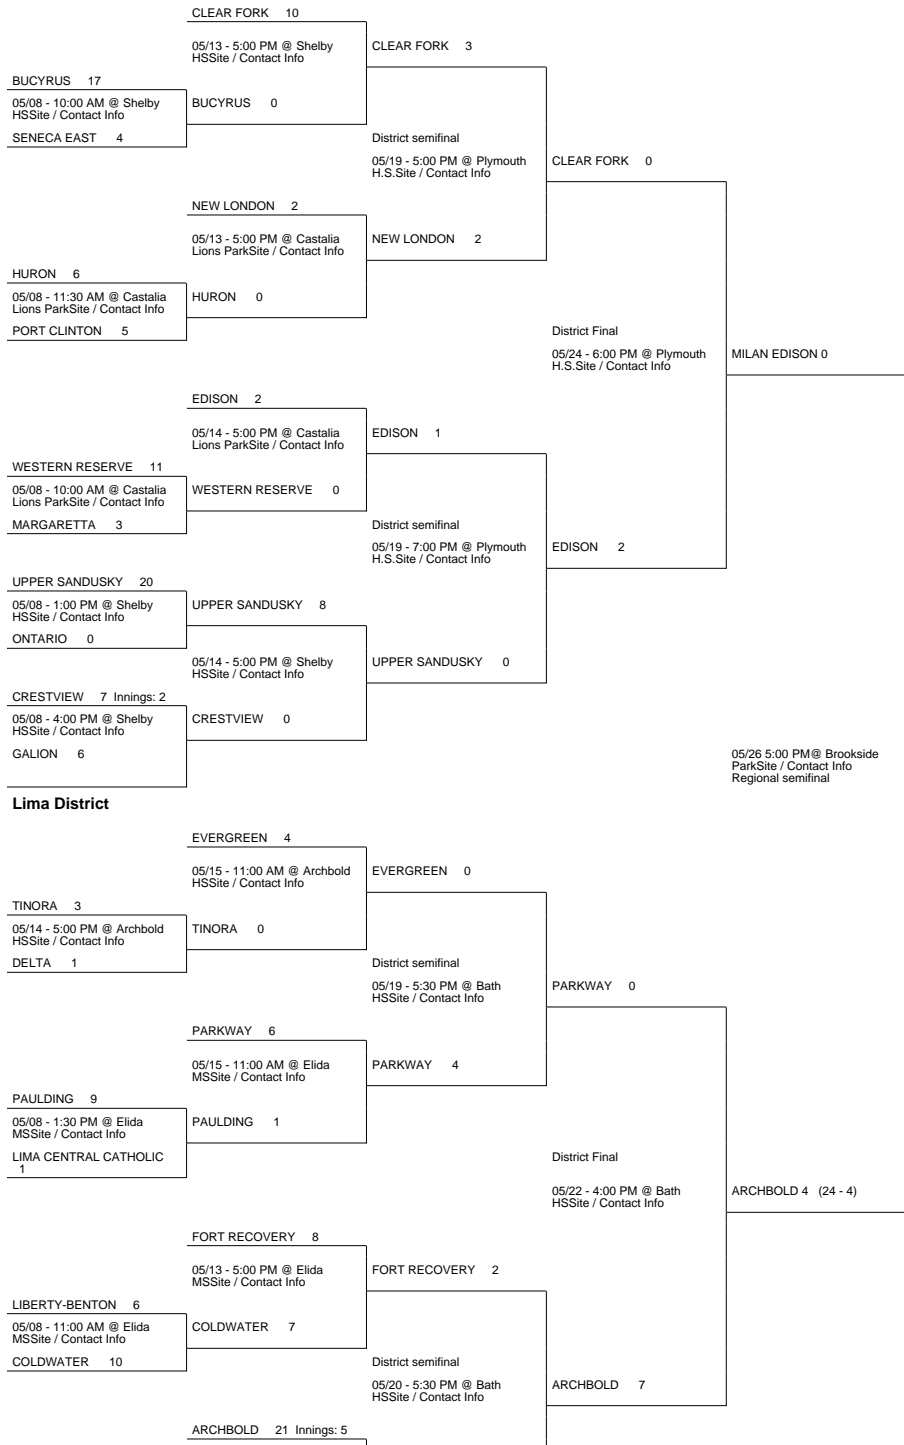 CLEAR FORK 10
05/13 - 5:00 PM @ Shelby
HSSite / Contact Info
CLEAR FORK 3
BUCYRUS 17
05/08 - 10:00 AM @ Shelby
HSSite / Contact Info
BUCYRUS 0
SENECA EAST 4
District semifinal
05/19 - 5:00 PM @ Plymouth
H.S.Site / Contact Info
CLEAR FORK 0
NEW LONDON 2
05/13 - 5:00 PM @ Castalia
Lions ParkSite / Contact Info
NEW LONDON 2
HURON 6
05/08 - 11:30 AM @ Castalia
Lions ParkSite / Contact Info
HURON 0
PORT CLINTON 5
District Final
05/24 - 6:00 PM @ Plymouth
H.S.Site / Contact Info
MILAN EDISON 0
EDISON 2
05/14 - 5:00 PM @ Castalia
Lions ParkSite / Contact Info
EDISON 1
WESTERN RESERVE 11
05/08 - 10:00 AM @ Castalia
Lions ParkSite / Contact Info
WESTERN RESERVE 0
MARGARETTA 3
District semifinal
05/19 - 7:00 PM @ Plymouth
H.S.Site / Contact Info
EDISON 2
UPPER SANDUSKY 20
05/08 - 1:00 PM @ Shelby
HSSite / Contact Info
UPPER SANDUSKY 8
ONTARIO 0
05/14 - 5:00 PM @ Shelby
HSSite / Contact Info
UPPER SANDUSKY 0
CRESTVIEW 7 Innings: 2
05/08 - 4:00 PM @ Shelby
HSSite / Contact Info
CRESTVIEW 0
GALION 6
05/26 5:00 PM@ Brookside
ParkSite / Contact Info
Regional semifinal
Lima District
EVERGREEN 4
05/15 - 11:00 AM @ Archbold
HSSite / Contact Info
EVERGREEN 0
TINORA 3
05/14 - 5:00 PM @ Archbold
HSSite / Contact Info
TINORA 0
DELTA 1
District semifinal
05/19 - 5:30 PM @ Bath
HSSite / Contact Info
PARKWAY 0
PARKWAY 6
05/15 - 11:00 AM @ Elida
MSSite / Contact Info
PARKWAY 4
PAULDING 9
05/08 - 1:30 PM @ Elida
MSSite / Contact Info
PAULDING 1
LIMA CENTRAL CATHOLIC
1
District Final
05/22 - 4:00 PM @ Bath
HSSite / Contact Info
ARCHBOLD 4 (24 - 4)
FORT RECOVERY 8
05/13 - 5:00 PM @ Elida
MSSite / Contact Info
FORT RECOVERY 2
LIBERTY-BENTON 6
05/08 - 11:00 AM @ Elida
MSSite / Contact Info
COLDWATER 7
COLDWATER 10
District semifinal
05/20 - 5:30 PM @ Bath
HSSite / Contact Info
ARCHBOLD 7
ARCHBOLD 21 Innings: 5